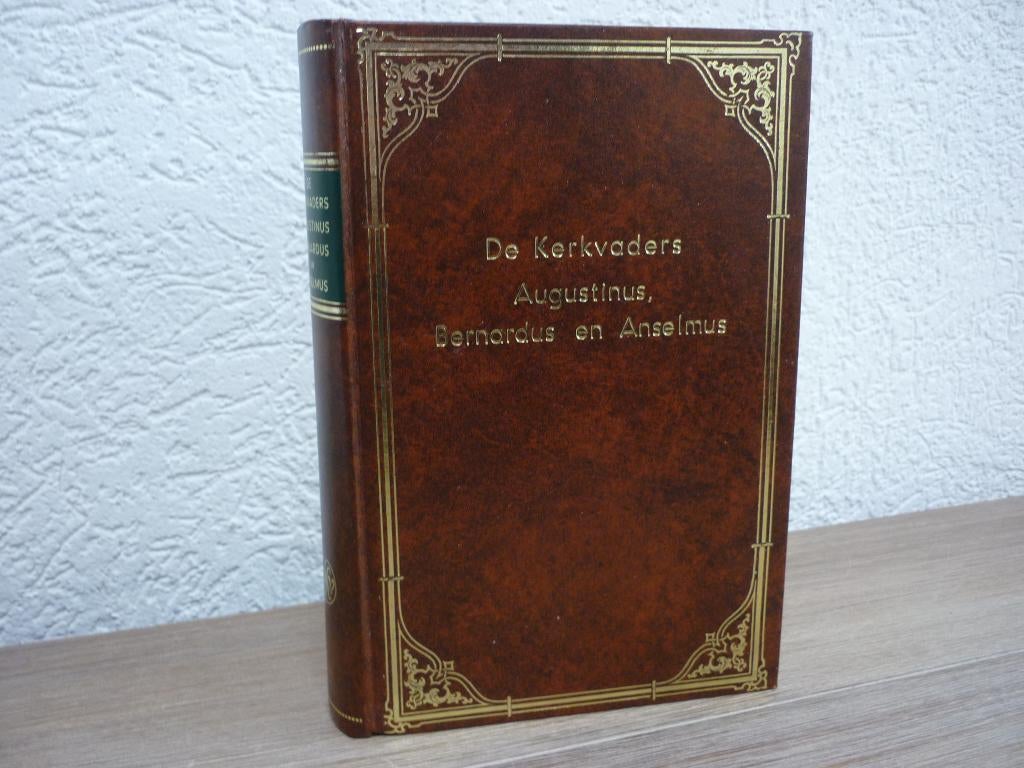 De Kerkvaders
Augustinus,
Bernardus en Anselmus